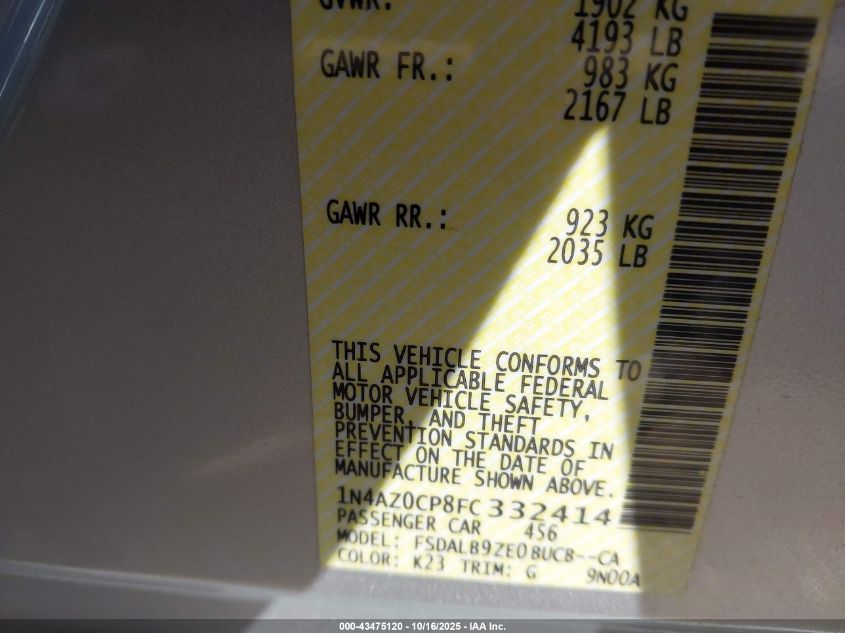 GVWR: 1902 KG
4193 LB
GAWR FR.: 983 KG
2167 LB
GAWR RR.: 923 KG
2035 LB
THIS VEHICLE CONFORMS TO
ALL APPLICABLE FEDERAL
MOTOR VEHICLE SAFETY,
BUMPER, AND THEFT
PREVENTION STANDARDS IN
EFFECT ON THE DATE OF
MANUFACTURE SHOWN ABOVE.
1N4AZ0CP8FC332414
PASSENGER CAR 456
MODEL: FSDALB9ZE0BUCB--CA
COLOR: K23 TRIM: G 9N00A
000-43475120 - 10/16/2025 - IAA Inc.